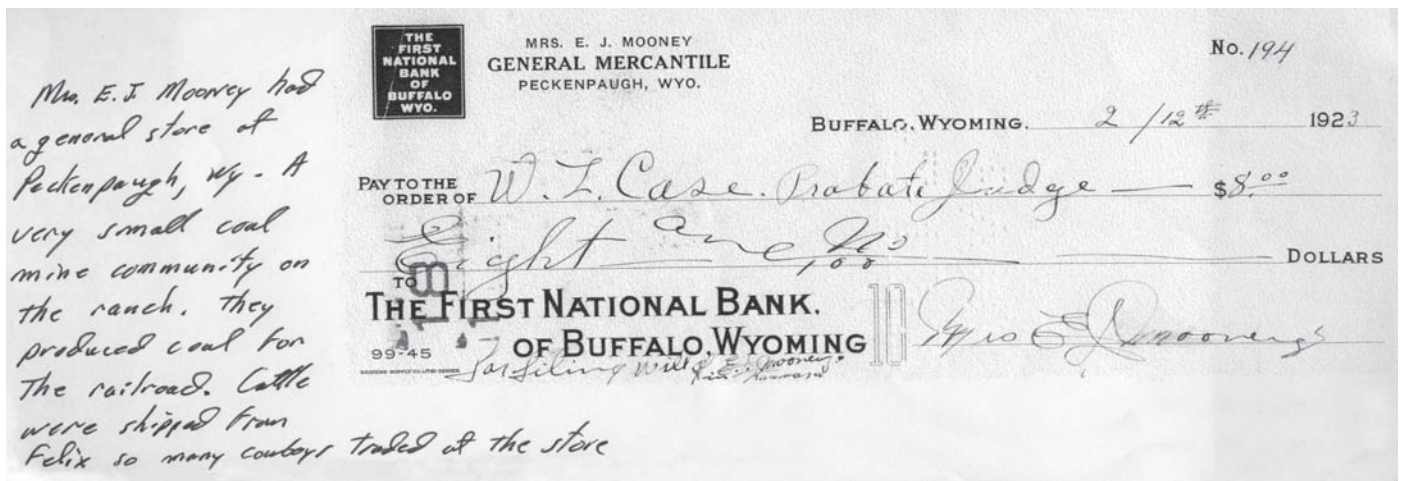 Mrs. E. J. Mooney had
a general store at
Peckenpaugh, Wy. A
very small coal
mine community on
the ranch. They
produced coal for
the railroad. Cattle
were shipped from
Felix so many cowboys traded at the store
THE
FIRST
NATIONAL
BANK
OF
BUFFALO
WYO.
MRS. E. J. MOONEY
GENERAL MERCANTILE
PECKENPAUGH, WYO.
No. 194
BUFFALO, WYOMING. 2/12th 1923
PAY TO THE
ORDER OF W. L. Case. Probate Judge $8.00
Eight and No/100 DOLLARS
TO
THE FIRST NATIONAL BANK.
99-45 OF BUFFALO, WYOMING
Mrs E J Mooney
For filing will E. J. Mooney.